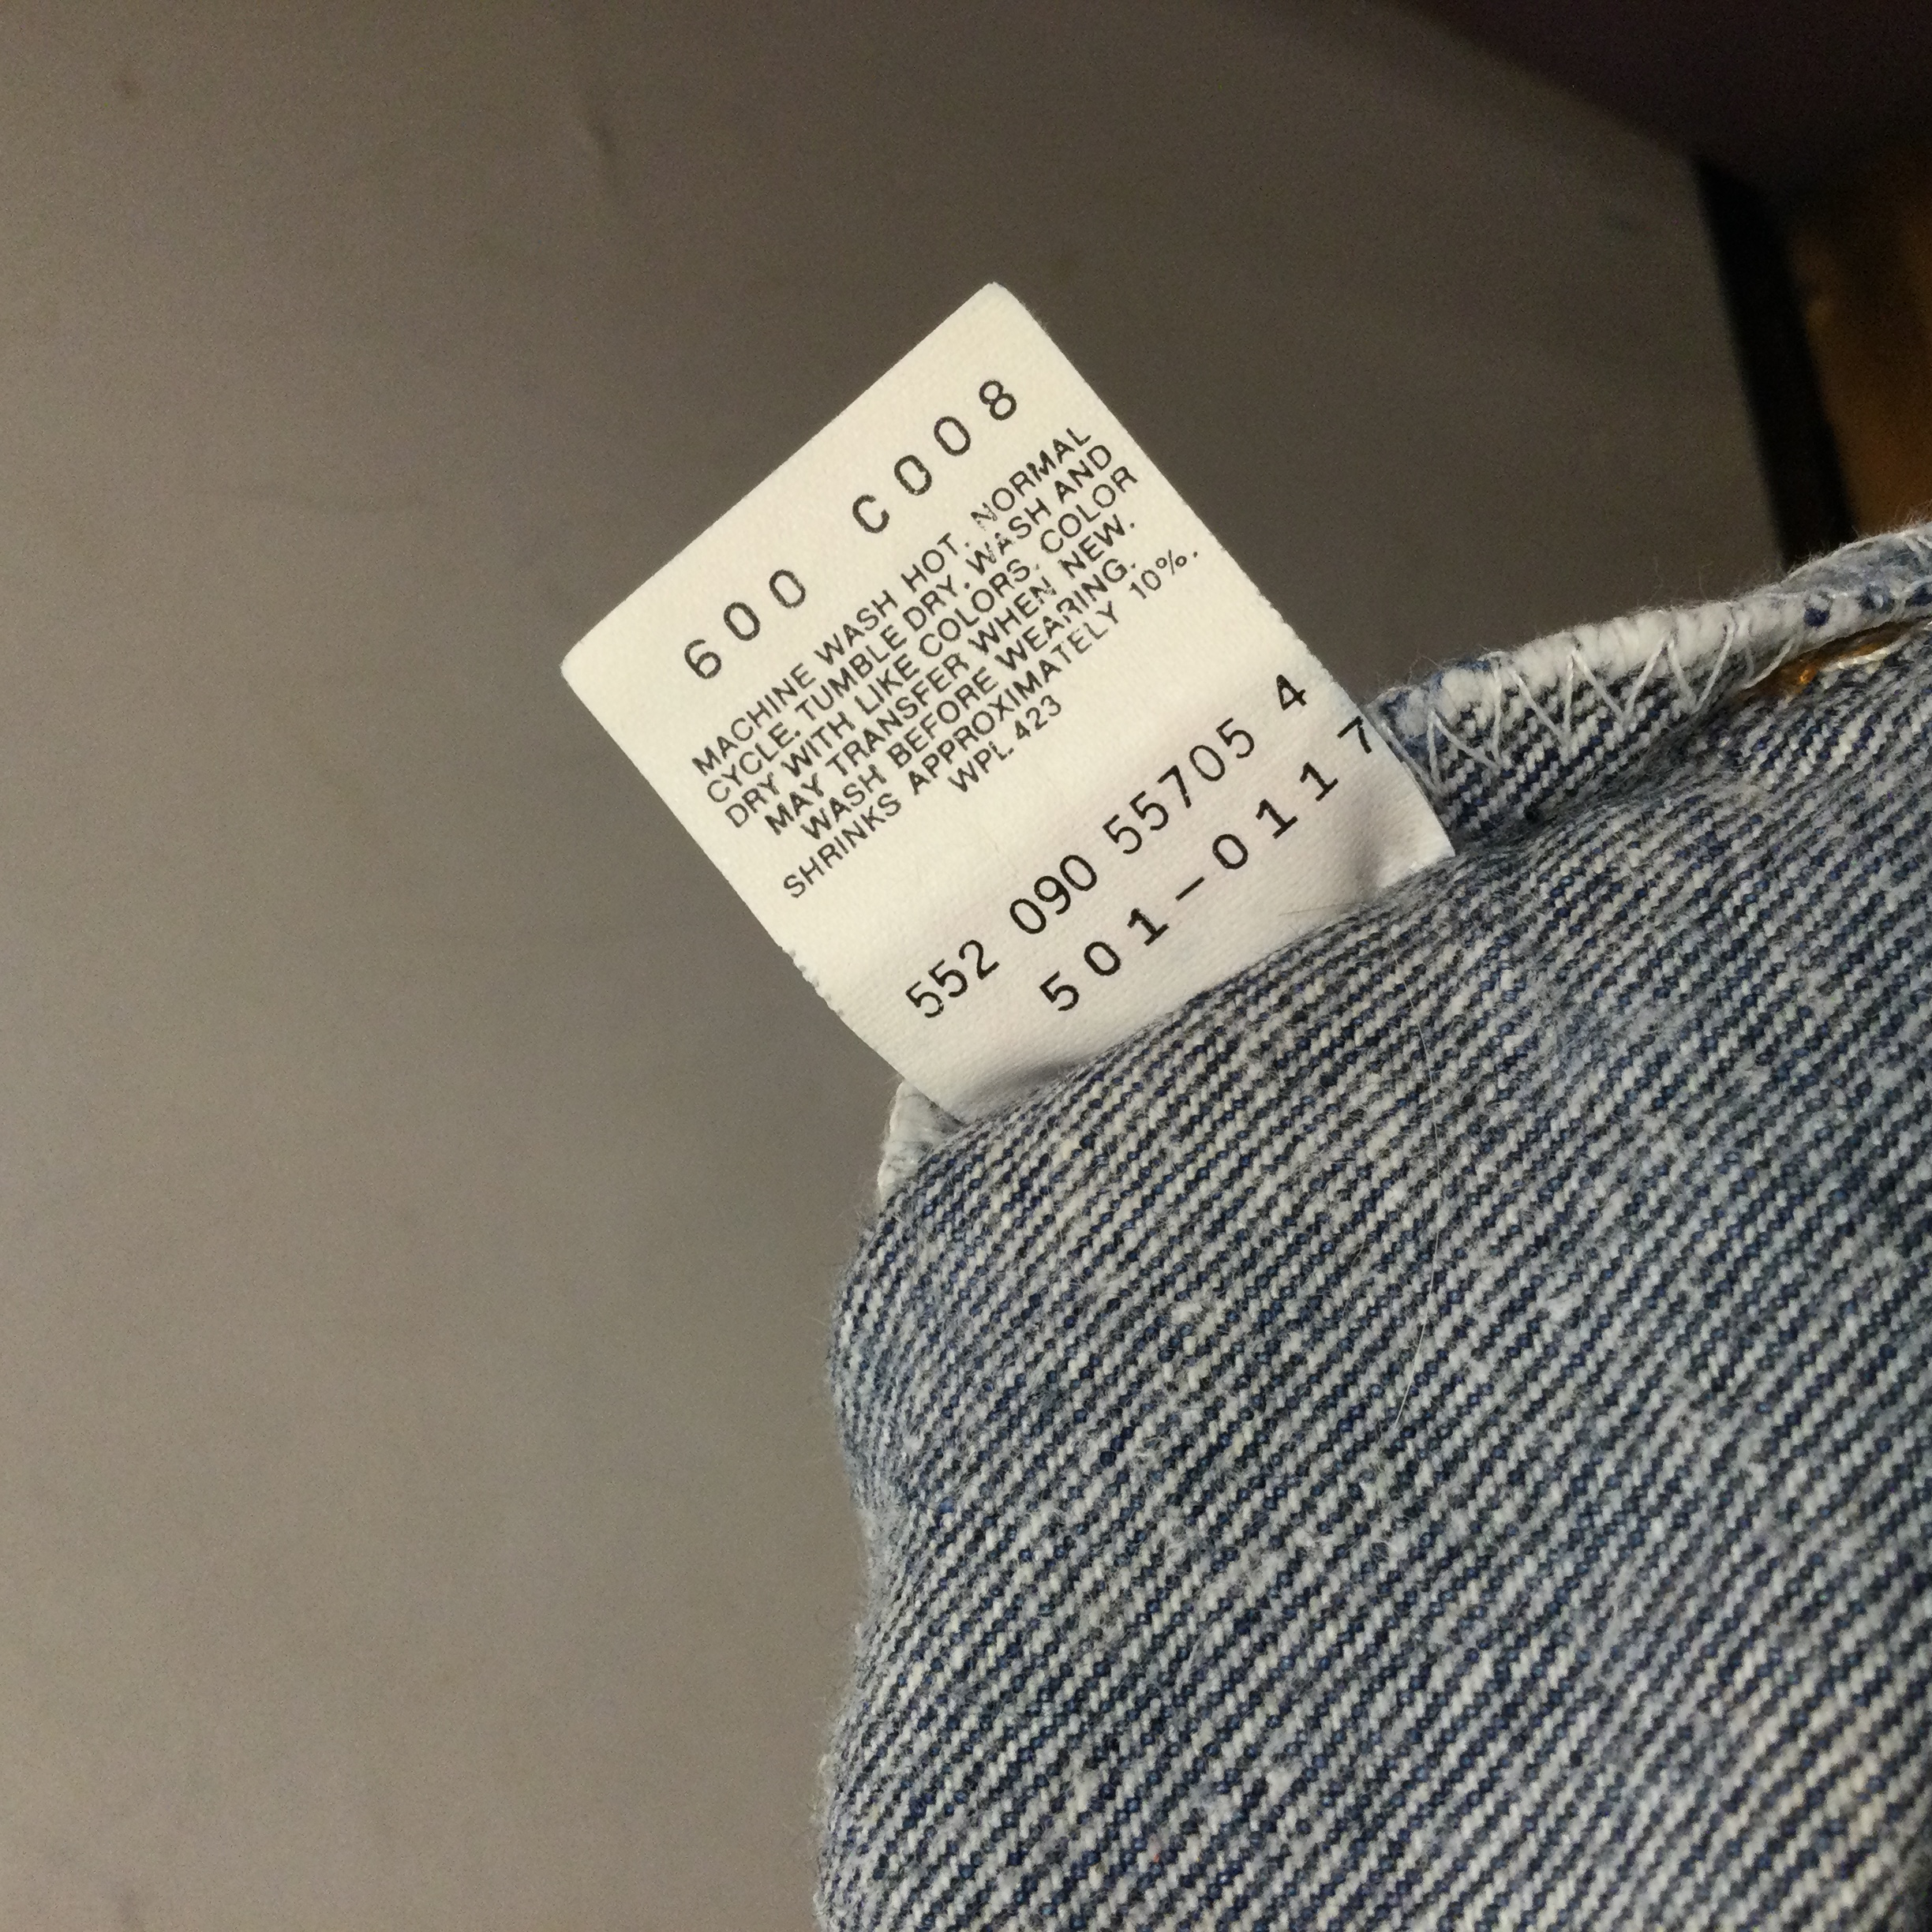 600 C008
MACHINE WASH HOT. NORMAL
CYCLE. TUMBLE DRY. WASH AND
DRY WITH LIKE COLORS. COLOR
MAY TRANSFER WHEN NEW.
WASH BEFORE WEARING.
SHRINKS APPROXIMATELY 10%.
WPL 423
552 090 55705 4
501-0117